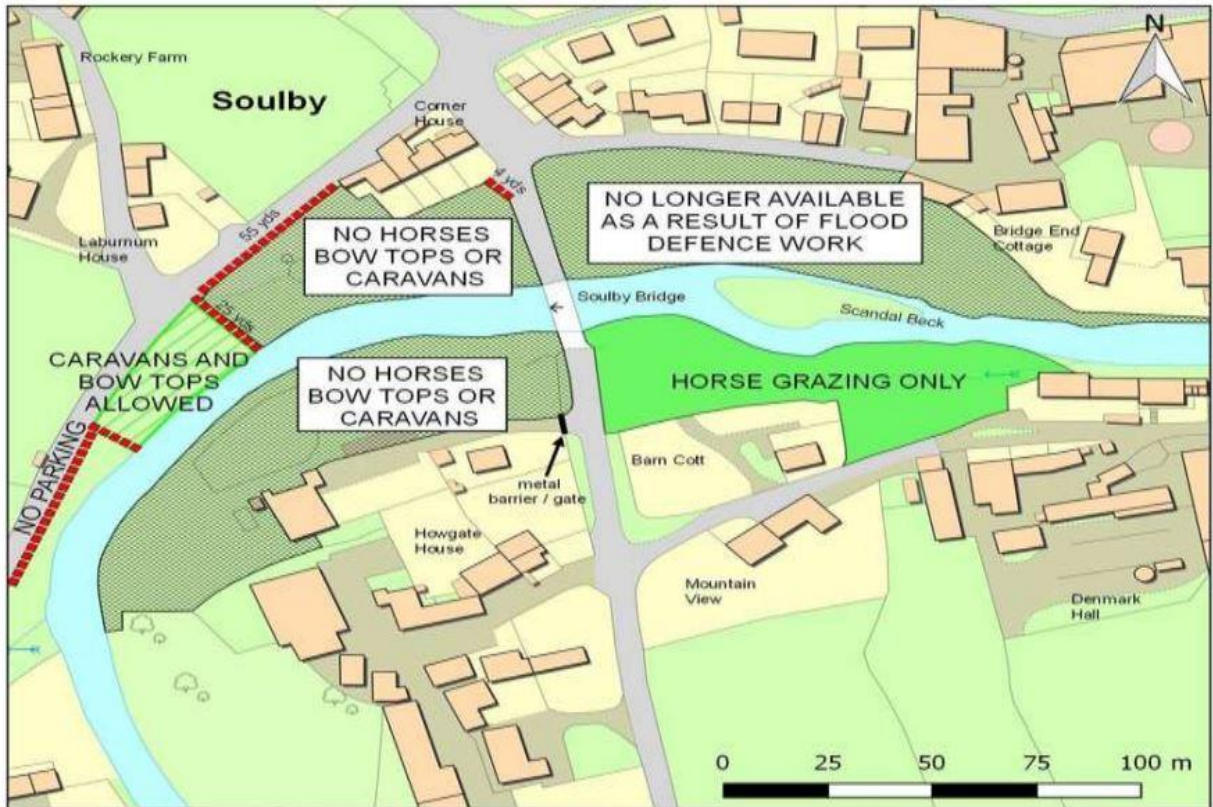 N
Rockery Farm
Soulby
Corner
House
4 yds
55 yds
NO LONGER AVAILABLE
AS A RESULT OF FLOOD
DEFENCE WORK
NO HORSES
BOW TOPS OR
CARAVANS
Laburnum
House
Bridge End
Cottage
25 yds
Soulby Bridge
Scandal Beck
CARAVANS AND
BOW TOPS
ALLOWED
NO HORSES
BOW TOPS OR
CARAVANS
HORSE GRAZING ONLY
NO PARKING
metal
barrier / gate
Barn Cott
Howgate
House
Mountain
View
Denmark
Hall
0 25 50 75 100 m